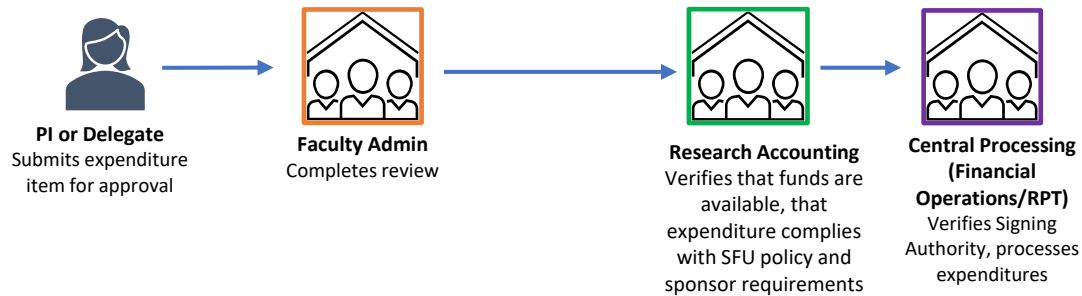 PI or Delegate
Submits expenditure
item for approval
Faculty Admin
Completes review
Research Accounting
Verifies that funds are
available, that
expenditure complies
with SFU policy and
sponsor requirements
Central Processing
(Financial
Operations/RPT)
Verifies Signing
Authority, processes
expenditures